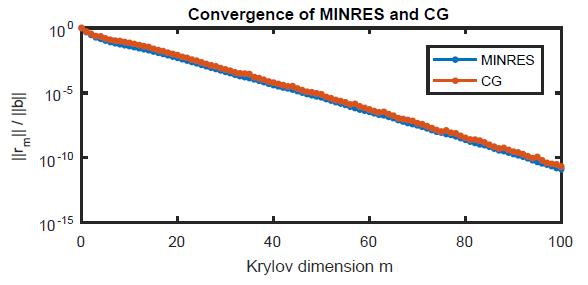 Convergence of MINRES and CG
10^0
10^-5
10^-10
10^-15
||r_m|| / ||b||
MINRES
CG
0 20 40 60 80 100
Krylov dimension m